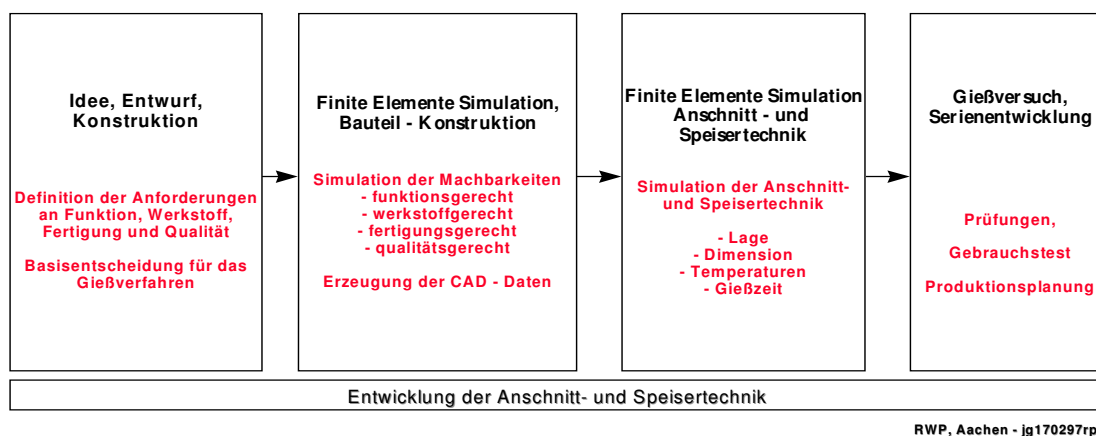 Idee, Entwurf,
Konstruktion
Definition der Anforderungen
an Funktion, Werkstoff,
Fertigung und Qualität
Basisentscheidung für das
Gießverfahren
Finite Elemente Simulation,
Bauteil - Konstruktion
Simulation der Machbarkeiten
- funktionsgerecht
- werkstoffgerecht
- fertigungsgerecht
- qualitätsgerecht
Erzeugung der CAD - Daten
Finite Elemente Simulation
Anschnitt - und
Speisertechnik
Simulation der Anschnitt-
und Speisertechnik
- Lage
- Dimension
- Temperaturen
- Gießzeit
Gießversuch,
Serienentwicklung
Prüfungen,
Gebrauchstest
Produktionsplanung
Entwicklung der Anschnitt- und Speisertechnik
RWP, Aachen - jg170297rp